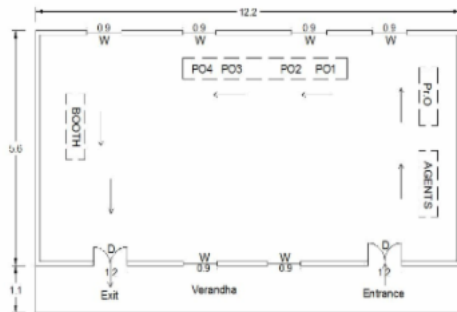 12.2
0.9 0.9 0.9 0.9
W W W W
PO4 PO3 PO2 PO1
Pr.O
BOOTH
5.6
AGENTS
D W W D
1.2 0.9 0.9 1.2
1.1
Exit Verandha Entrance